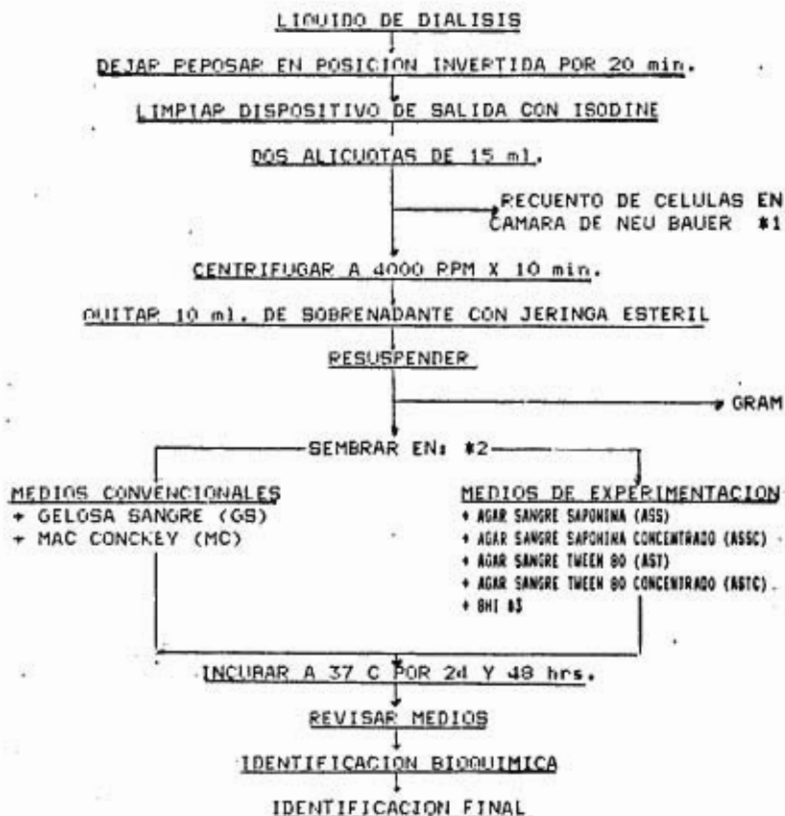 LIQUIDO DE DIALISIS
DEJAR REPOSAR EN POSICION INVERTIDA POR 20 min.
LIMPIAR DISPOSITIVO DE SALIDA CON ISODINE
DOS ALICUOTAS DE 15 ml.
RECUENTO DE CELULAS EN
CAMARA DE NEU BAUER *1
CENTRIFUGAR A 4000 RPM X 10 min.
QUITAR 10 ml. DE SOBRENADANTE CON JERINGA ESTERIL
RESUSPENDER
GRAM
SEMBRAR EN: *2
MEDIOS CONVENCIONALES
+ GELOSA SANGRE (GS)
+ MAC CONCKEY (MC)
MEDIOS DE EXPERIMENTACION
+ AGAR SANGRE SAPONINA (ASS)
+ AGAR SANGRE SAPONINA CONCENTRADO (ASSC)
+ AGAR SANGRE TWEEN 80 (AST)
+ AGAR SANGRE TWEEN 80 CONCENTRADO (ASTC)
+ BHI *3
INCUBAR A 37 C POR 24 Y 48 hrs.
REVISAR MEDIOS
IDENTIFICACION BIOQUIMICA
IDENTIFICACION FINAL